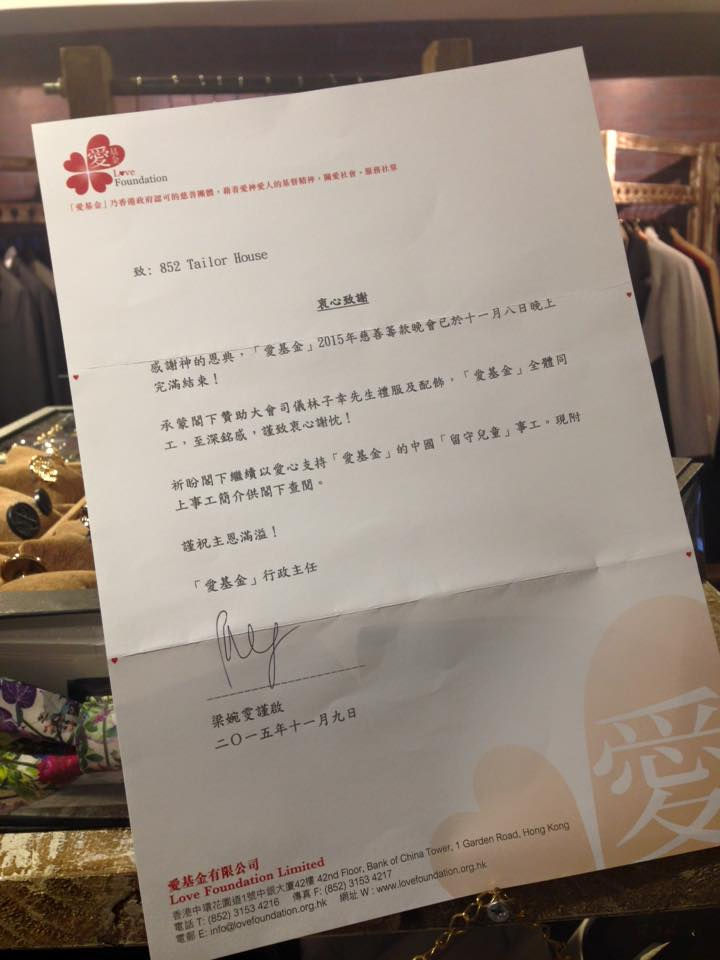 愛基金
Love
Foundation
「愛基金」乃香港政府認可的慈善團體，藉着愛神愛人的基督精神，關愛社會，服務社羣
致: 852 Tailor House
衷心致謝
感謝神的恩典，「愛基金」2015年慈善籌款晚會已於十一月八日晚上
完滿結束！
承蒙閣下贊助大會司儀林子幸先生禮服及配飾，「愛基金」全體同
工，至深銘感，謹致衷心謝忱！
祈盼閣下繼續以愛心支持「愛基金」的中國「留守兒童」事工。現附
上事工簡介供閣下查閱。
謹祝主恩滿溢！
「愛基金」行政主任
梁婉雯謹啟
二〇一五年十一月九日
愛
愛基金有限公司
Love Foundation Limited
香港中環花園道1號中銀大廈42樓 42nd Floor, Bank of China Tower, 1 Garden Road, Hong Kong
電話 T: (852) 3153 4216 傳真 F: (852) 3153 4217
電郵 E: info@lovefoundation.org.hk 網址 W : www.lovefoundation.org.hk